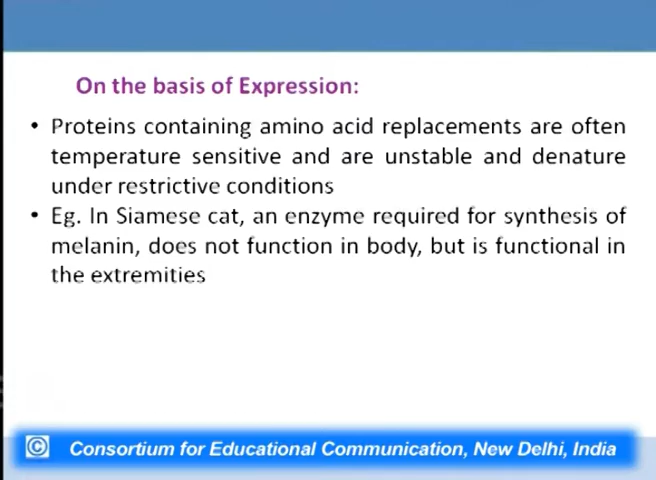 On the basis of Expression:
• Proteins containing amino acid replacements are often
temperature sensitive and are unstable and denature
under restrictive conditions
• Eg. In Siamese cat, an enzyme required for synthesis of
melanin, does not function in body, but is functional in
the extremities
© Consortium for Educational Communication, New Delhi, India